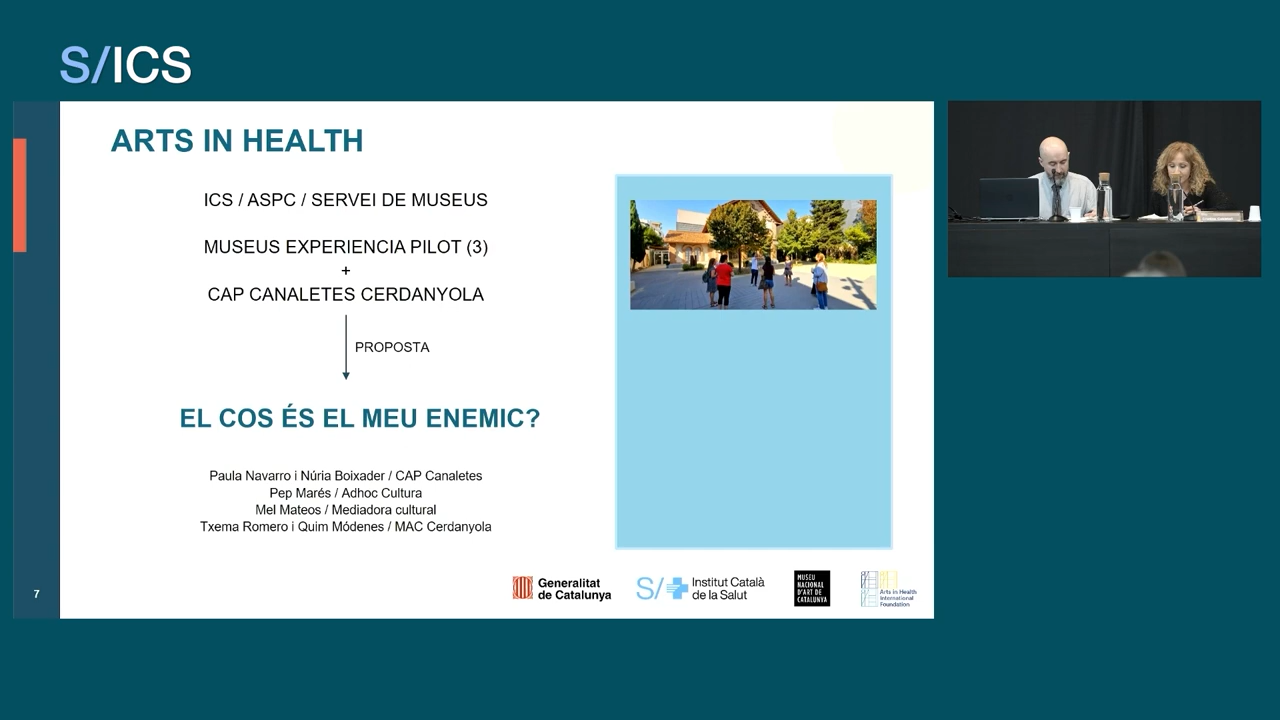 S/ICS
ARTS IN HEALTH
ICS / ASPC / SERVEI DE MUSEUS
MUSEUS EXPERIENCIA PILOT (3)
+
CAP CANALETES CERDANYOLA
PROPOSTA
EL COS ÉS EL MEU ENEMIC?
Paula Navarro i Núria Boixader / CAP Canaletes
Pep Marés / Adhoc Cultura
Mel Mateos / Mediadora cultural
Txema Romero i Quim Módenes / MAC Cerdanyola
7
Generalitat
de Catalunya
S/
Institut Català
de la Salut
MUSEU
NACIONAL
D'ART DE
CATALUNYA
Arts in Health
International
Foundation